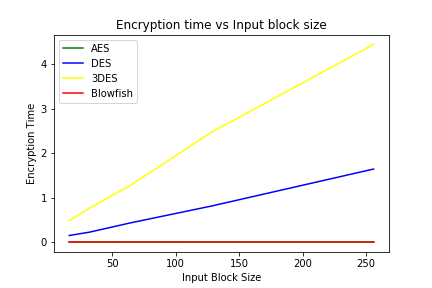 Encryption time vs Input block size
AES
DES
3DES
Blowfish
Encryption Time
4
3
2
1
0
50
100
150
200
250
Input Block Size